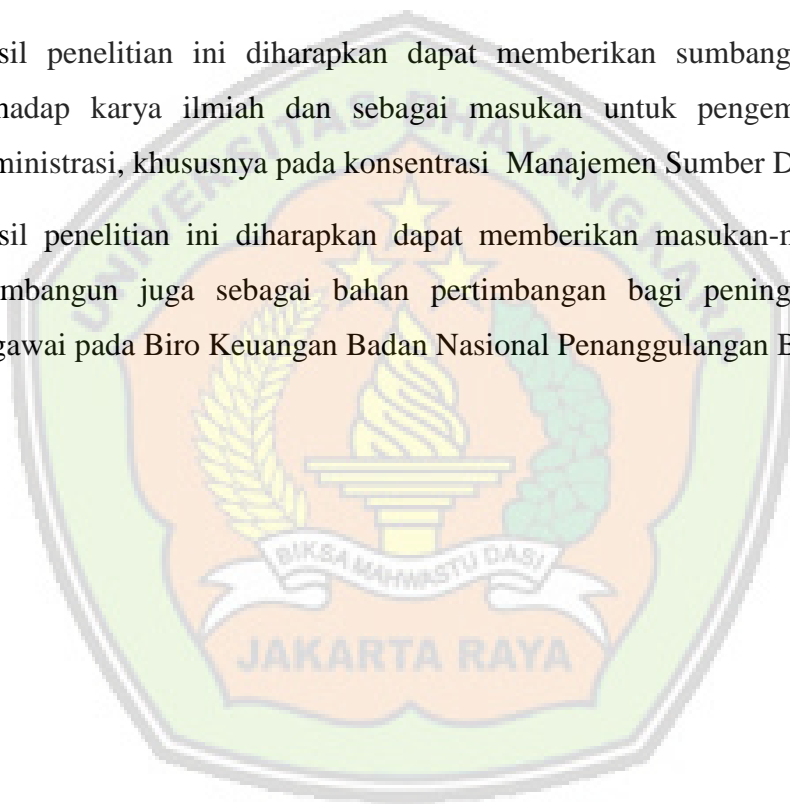 sil penelitian ini diharapkan dapat memberikan sumbang
hadap karya ilmiah dan sebagai masukan untuk pengem
ministrasi, khususnya pada konsentrasi Manajemen Sumber D
sil penelitian ini diharapkan dapat memberikan masukan-m
mbangun juga sebagai bahan pertimbangan bagi pening
gawai pada Biro Keuangan Badan Nasional Penanggulangan B
UNIVERSITAS BHAYANGKARA
BIKSA MAHWASTU DASI
JAKARTA RAYA